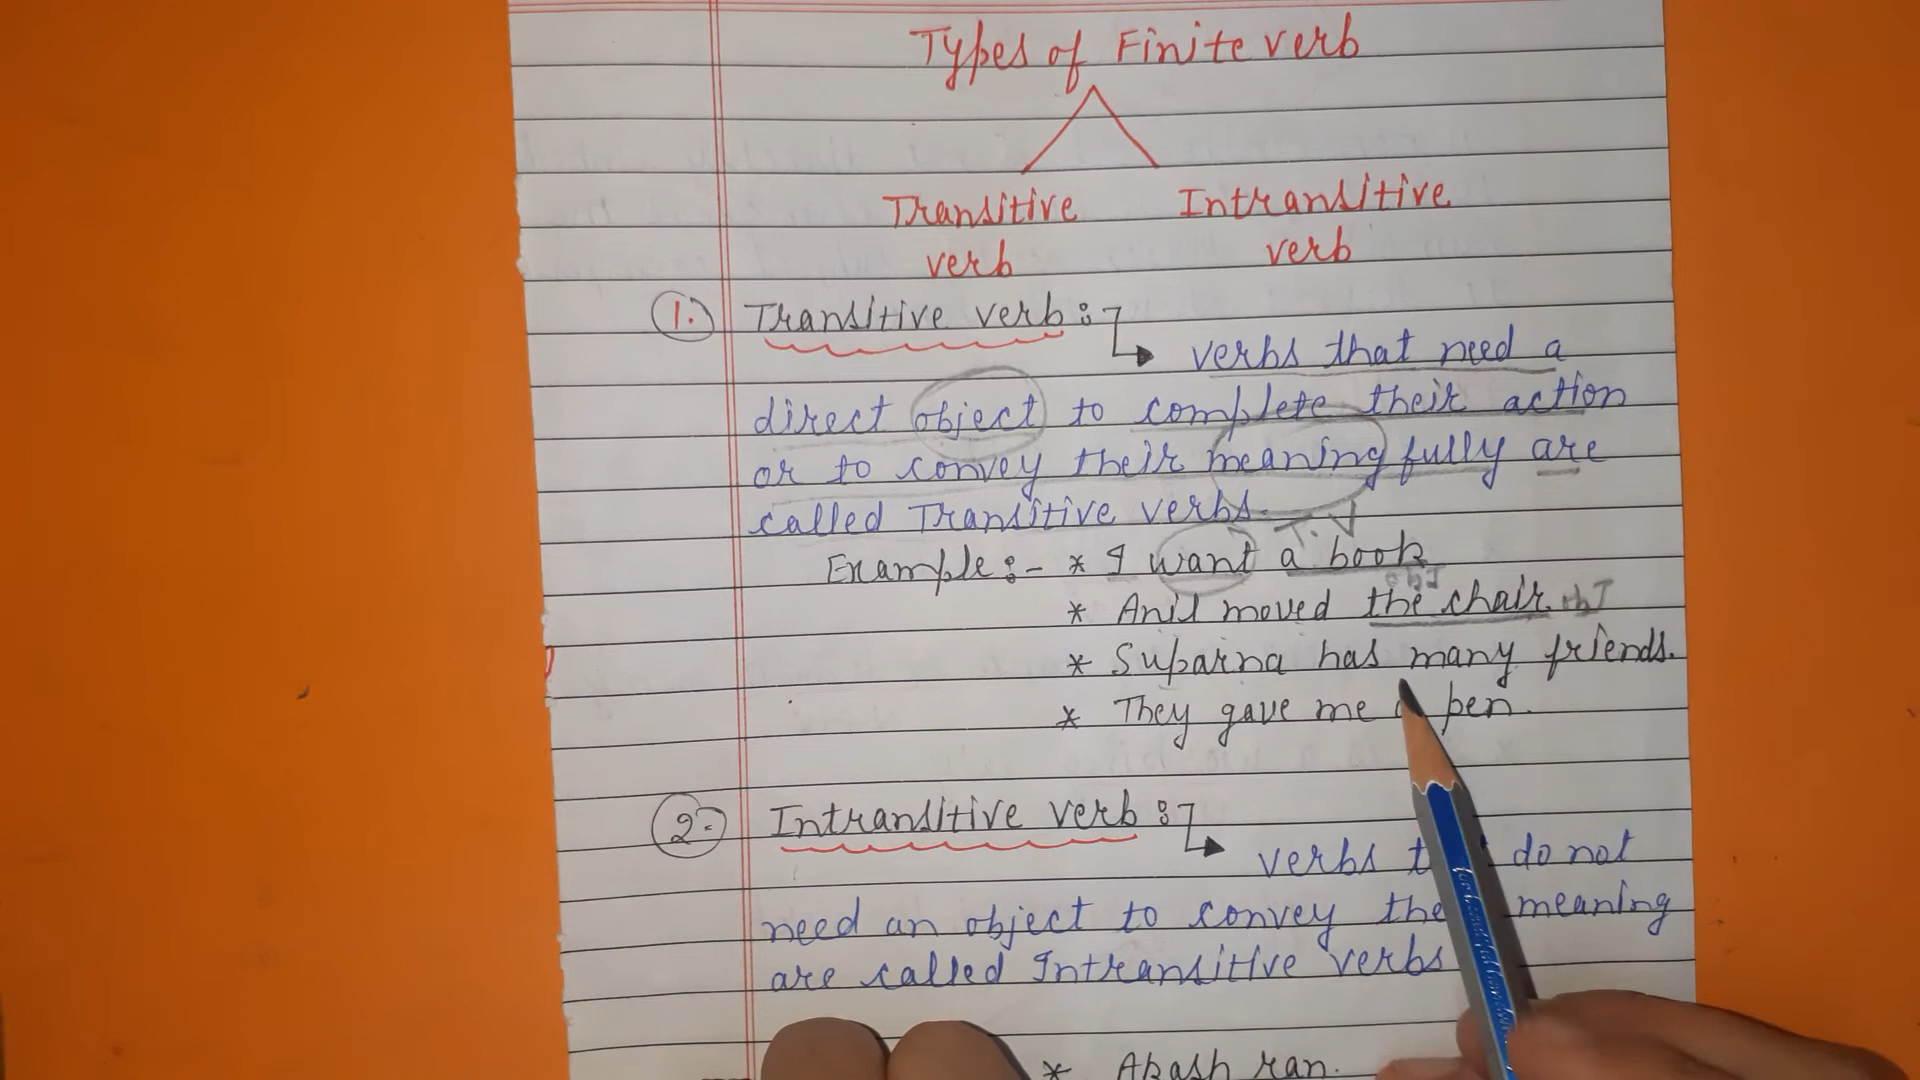 Types of Finite verb
Transitive verb
Intransitive verb
1. Transitive verb :
verbs that need a
direct object to complete their action
or to convey their meaning fully are
called Transitive verbs.
T.V
Example :- * I want a book
obj
* Anil moved the chair. obj
* Suparna has many friends.
* They gave me pen.
2. Intransitive verb :
verbs do not
need an object to convey meaning
are called Intransitive verbs
* Akash ran.